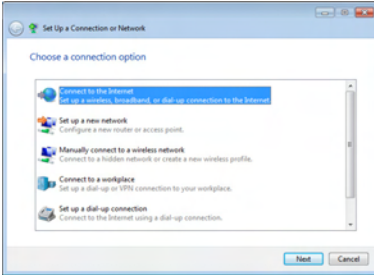 Set Up a Connection or Network
Choose a connection option
Connect to the Internet
Set up a wireless, broadband, or dial-up connection to the Internet.
Set up a new network
Configure a new router or access point.
Manually connect to a wireless network
Connect to a hidden network or create a new wireless profile.
Connect to a workplace
Set up a dial-up or VPN connection to your workplace.
Set up a dial-up connection
Connect to the Internet using a dial-up connection.
Next
Cancel